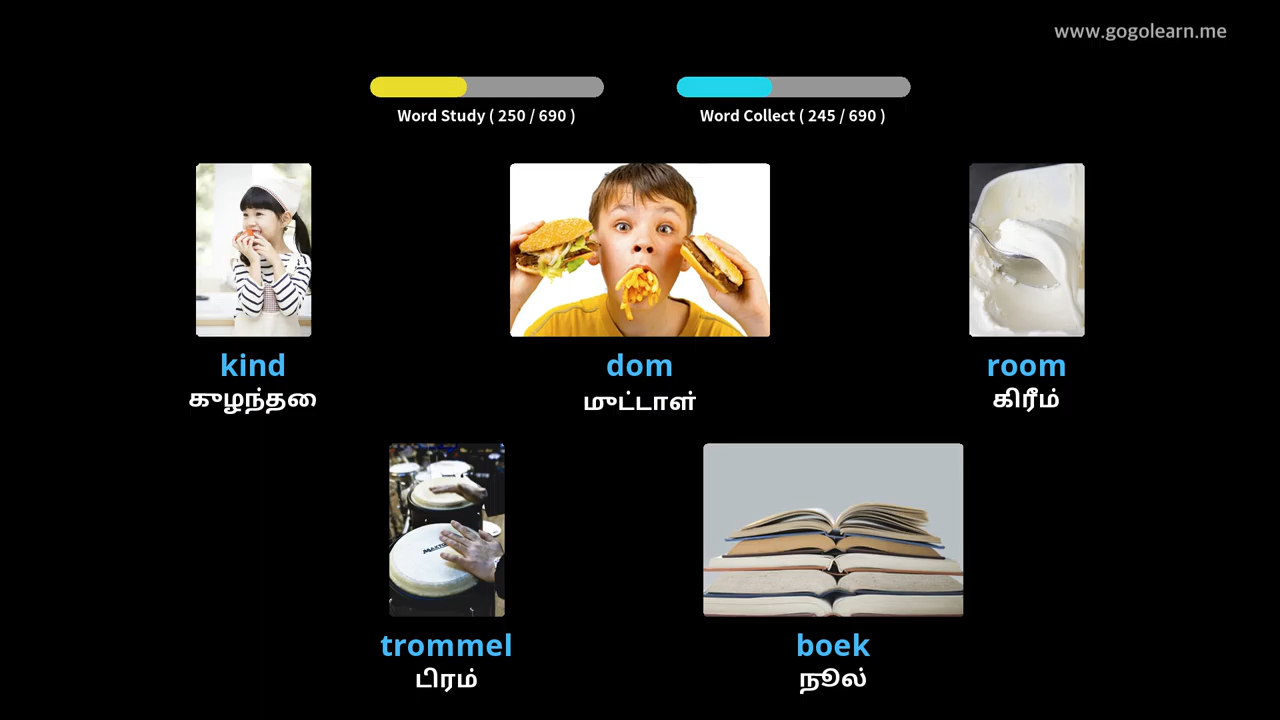 www.gogolearn.me
Word Study ( 250 / 690 )
Word Collect ( 245 / 690 )
kind
குழந்தை
dom
முட்டாள்
room
கிரீம்
trommel
டிரம்
boek
நூல்